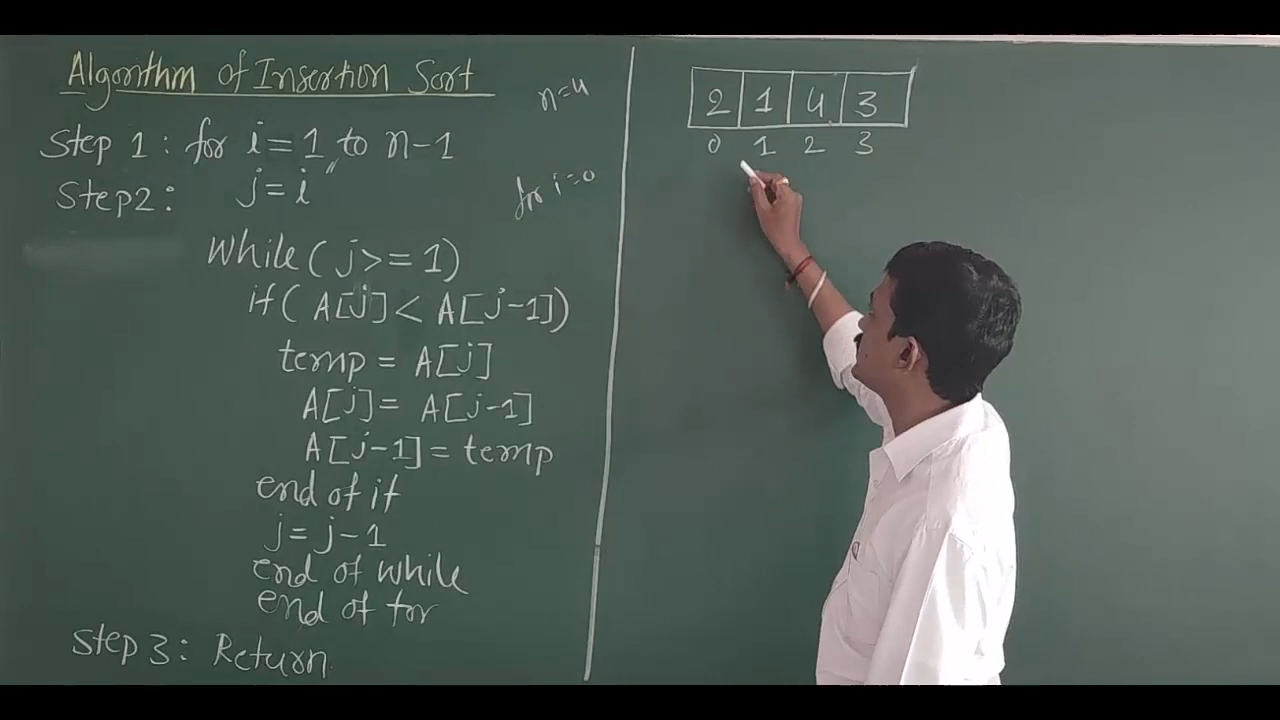 Algorithm of Insertion Sort
n=4
Step 1: for i=1 to n-1
Step2: j=i
for i=0
While(j>=1)
if(A[j]<A[j-1])
temp=A[j]
A[j]=A[j-1]
A[j-1]=temp
end of if
j=j-1
end of while
end of for
Step 3: Return
2 1 4 3
0 1 2 3